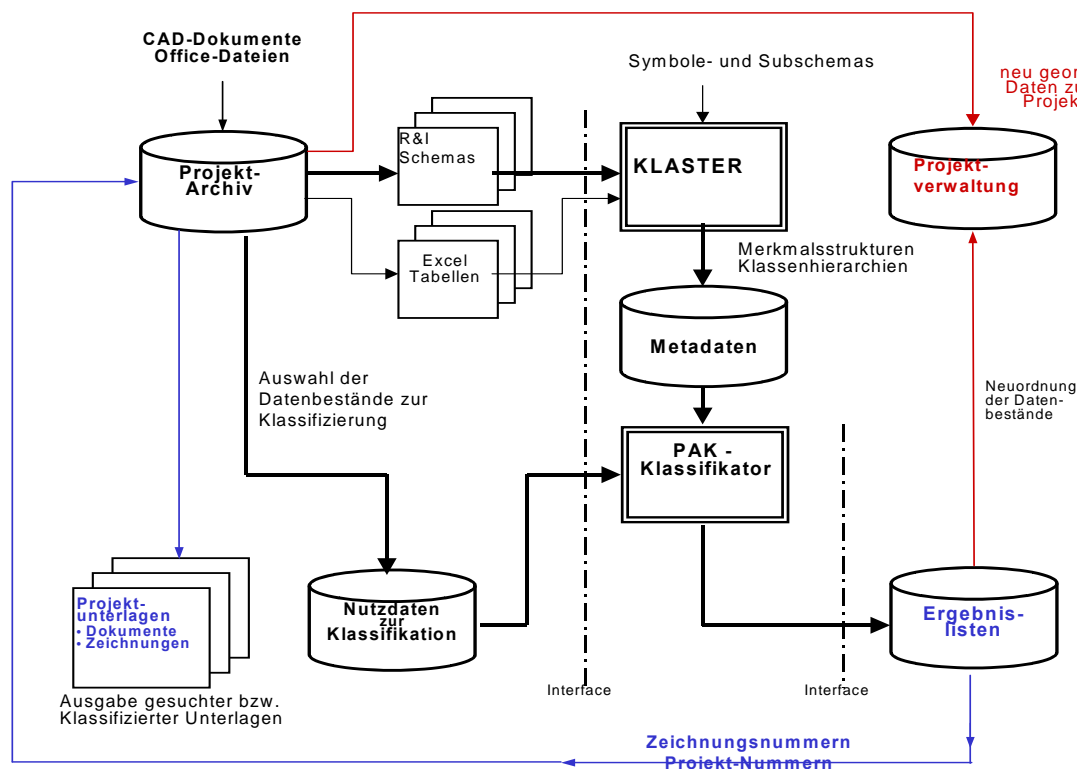 CAD-Dokumente
Office-Dateien
Symbole- und Subschemas
neu geor
Daten zu
Projek
R&I
Schemas
Projekt-
Archiv
KLASTER
Projekt-
verwaltung
Excel
Tabellen
Merkmalsstrukturen
Klassenhierarchien
Metadaten
Auswahl der
Datenbestände zur
Klassifizierung
Neuordnung
der Daten-
bestände
PAK -
Klassifikator
Projekt-
unterlagen
• Dokumente
• Zeichnungen
Nutzdaten
zur
Klassifikation
Ergebnis-
listen
Ausgabe gesuchter bzw.
Klassifizierter Unterlagen
Interface
Interface
Zeichnungsnummern
Projekt-Nummern